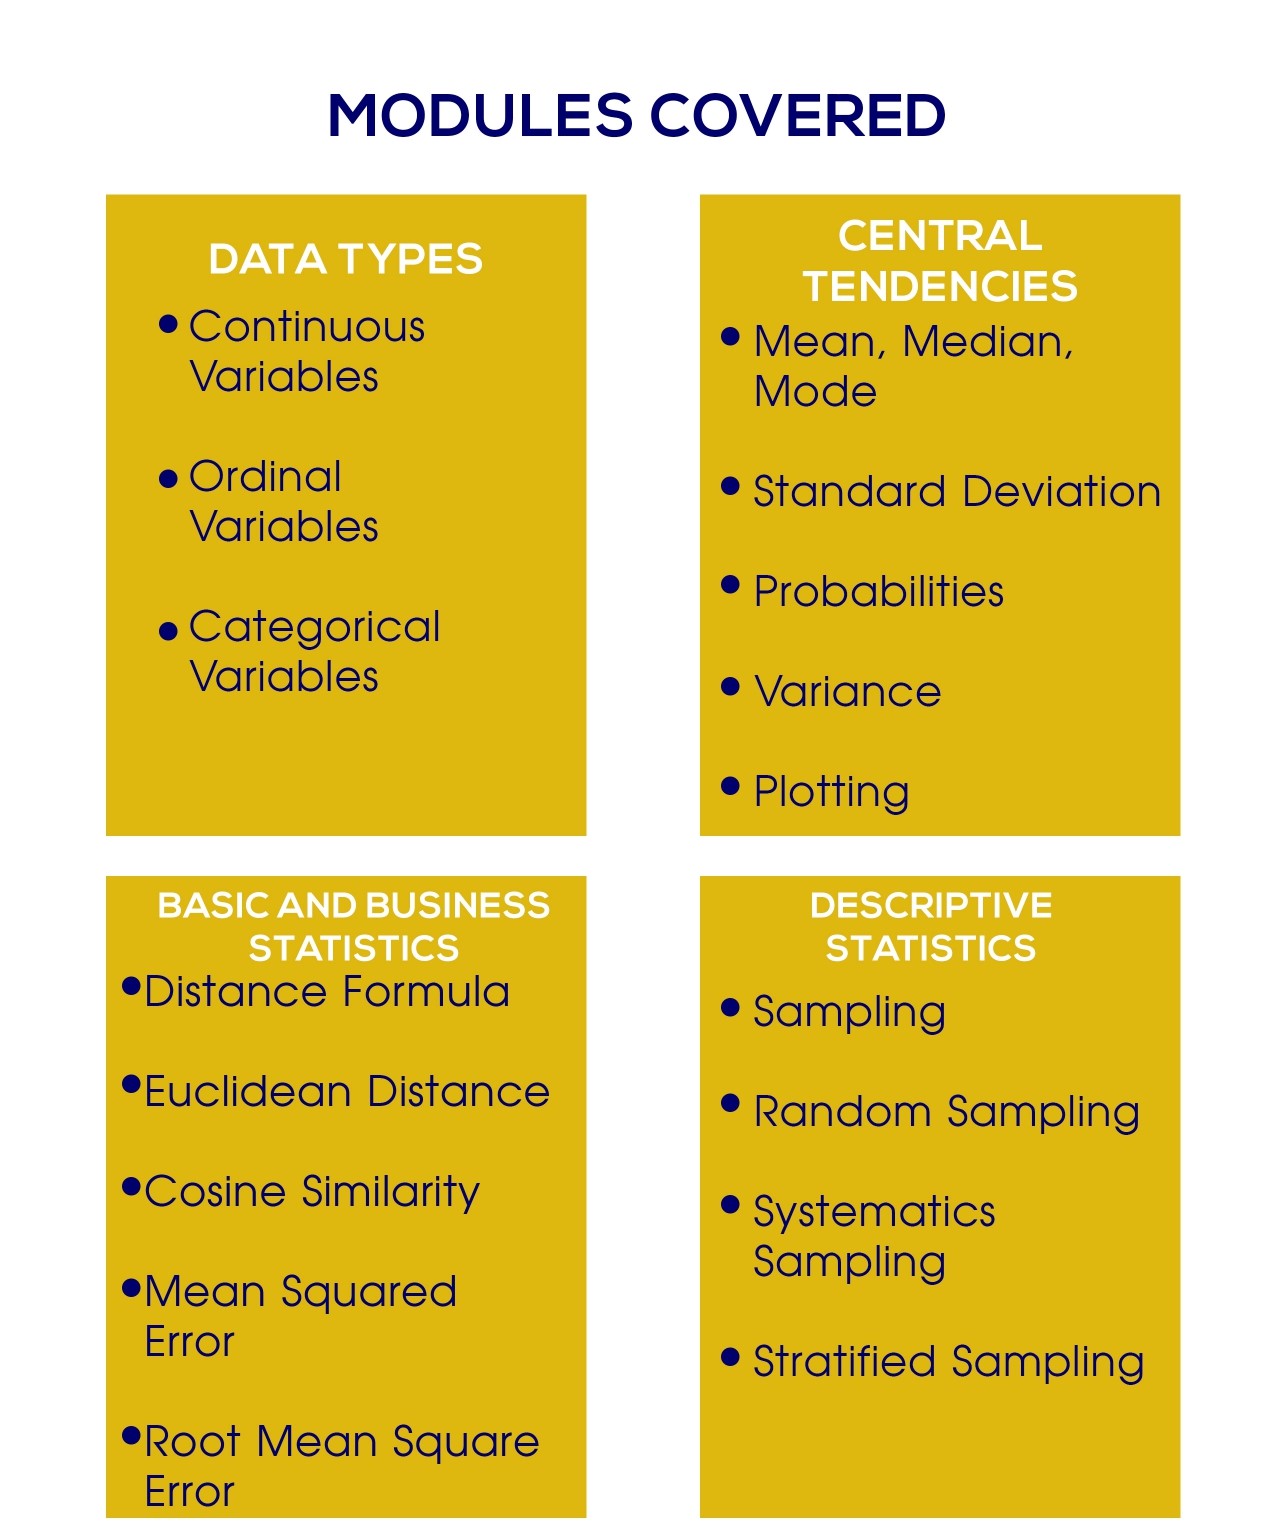 MODULES COVERED
DATA TYPES
• Continuous
Variables
• Ordinal
Variables
• Categorical
Variables
CENTRAL
TENDENCIES
• Mean, Median,
Mode
• Standard Deviation
• Probabilities
• Variance
• Plotting
BASIC AND BUSINESS
STATISTICS
• Distance Formula
• Euclidean Distance
• Cosine Similarity
• Mean Squared
Error
• Root Mean Square
Error
DESCRIPTIVE
STATISTICS
• Sampling
• Random Sampling
• Systematics
Sampling
• Stratified Sampling